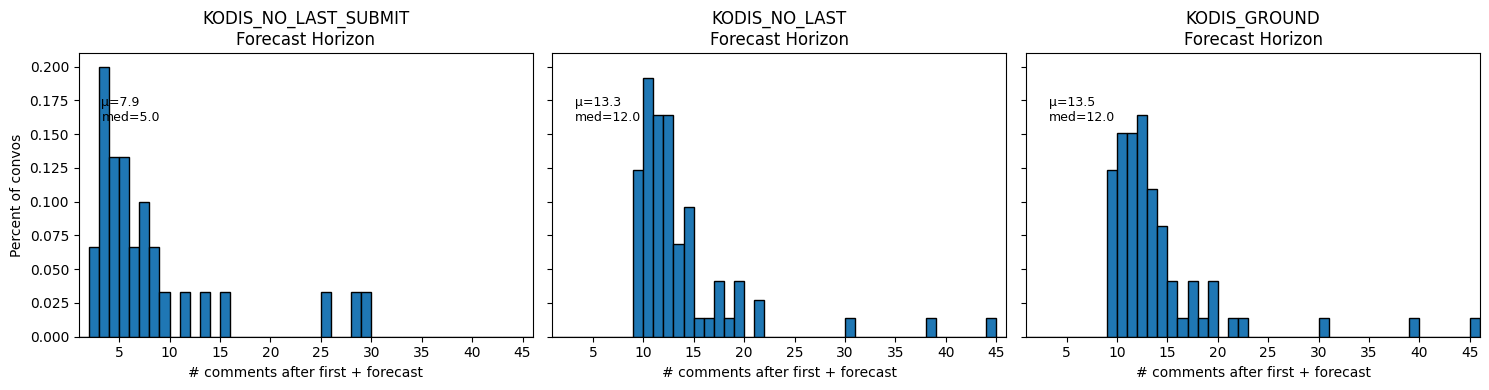 KODIS_NO_LAST_SUBMIT
Forecast Horizon
KODIS_NO_LAST
Forecast Horizon
KODIS_GROUND
Forecast Horizon
Percent of convos
0.200
0.175
0.150
0.125
0.100
0.075
0.050
0.025
0.000
μ=7.9
med=5.0
5 10 15 20 25 30 35 40 45
# comments after first + forecast
μ=13.3
med=12.0
5 10 15 20 25 30 35 40 45
# comments after first + forecast
μ=13.5
med=12.0
5 10 15 20 25 30 35 40 45
# comments after first + forecast